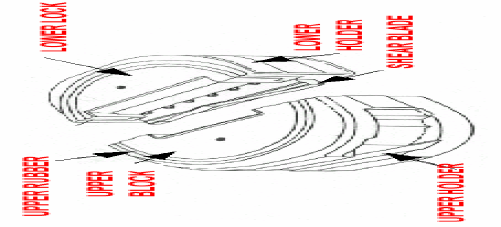 LOWER LOCK
LOWER
HOLDER
SHEAR BLADE
UPPER RUBBER
UPPER
BLOCK
UPPER HOLDER